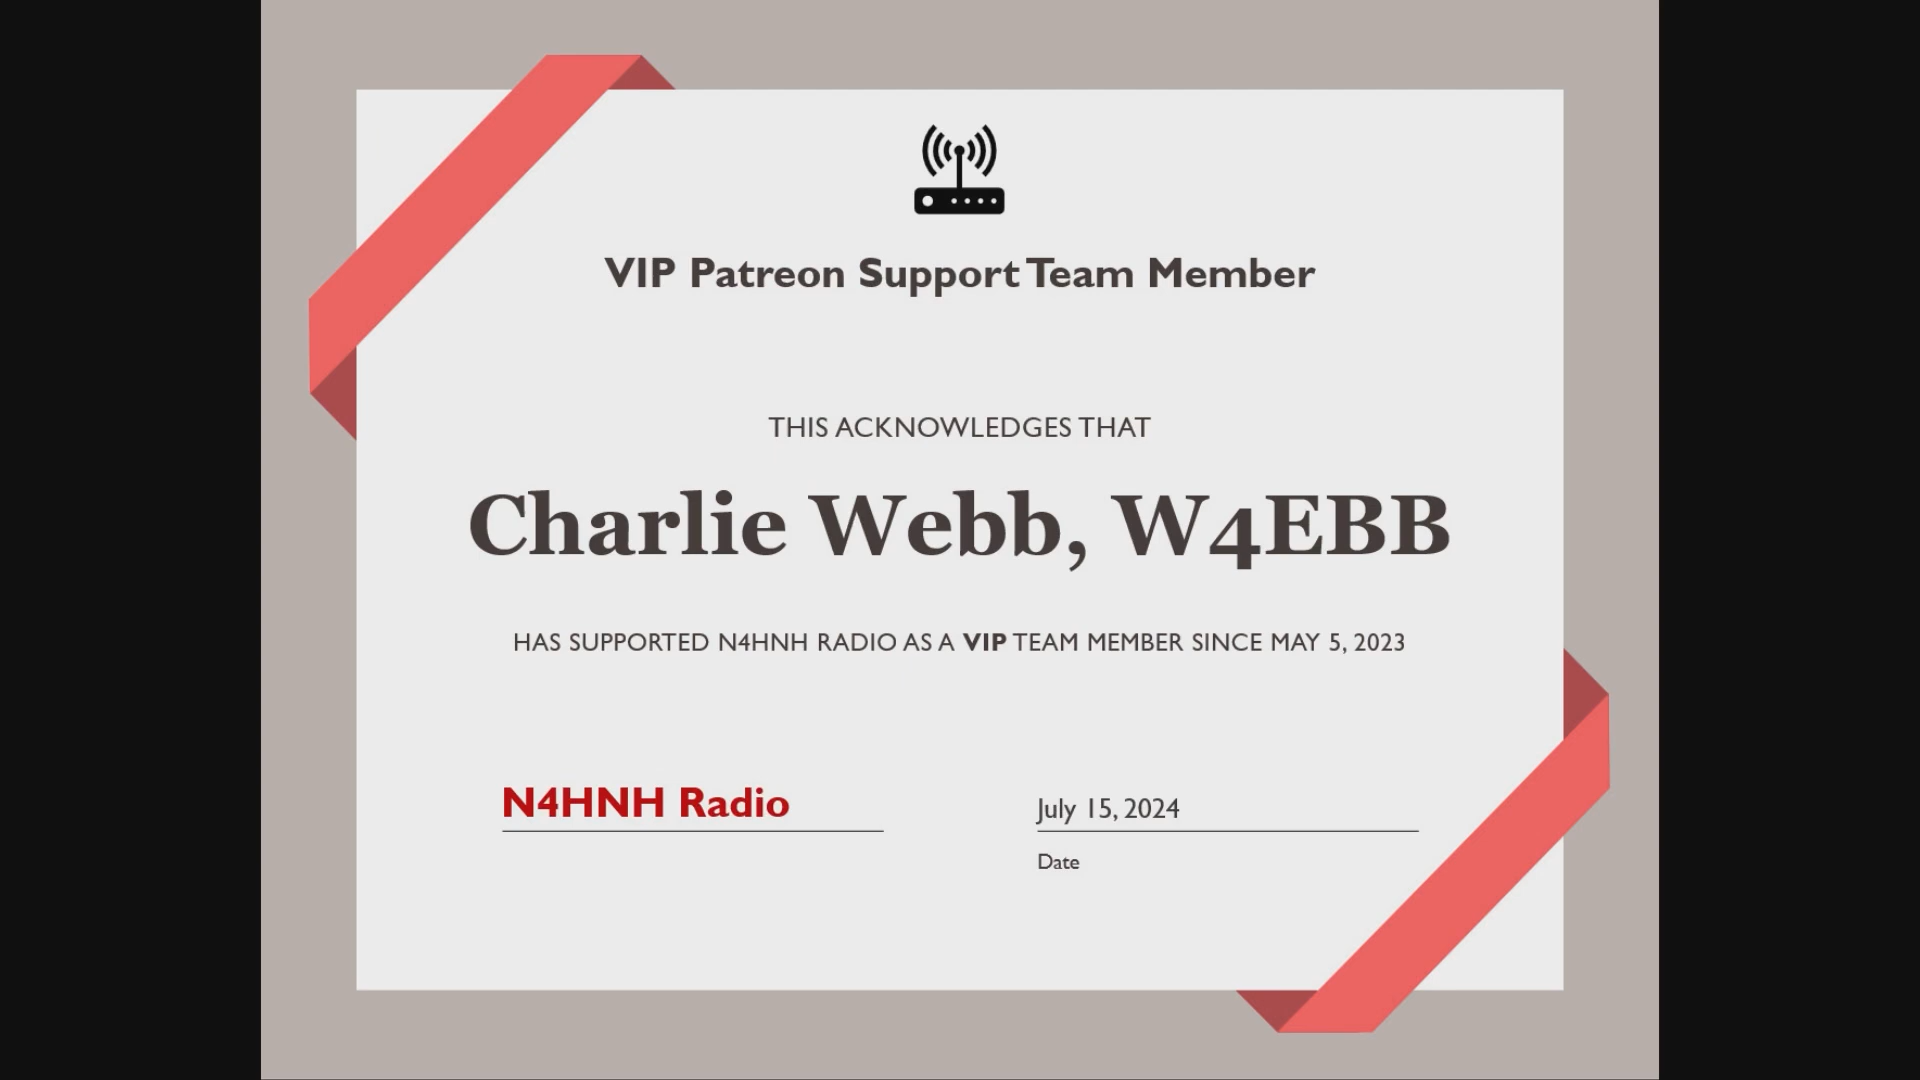 VIP Patreon Support Team Member
THIS ACKNOWLEDGES THAT
Charlie Webb, W4EBB
HAS SUPPORTED N4HNH RADIO AS A VIP TEAM MEMBER SINCE MAY 5, 2023
N4HNH Radio
July 15, 2024
Date